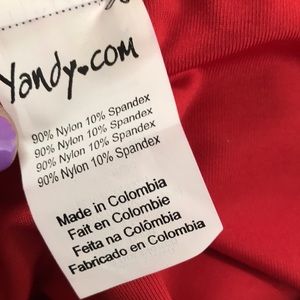 Yandy♥com
90% Nylon 10% Spandex
90% Nylon 10% Spandex
90% Nylon 10% Spandex
90% Nylon 10% Spandex
Made in Colombia
Fait en Colombie
Feita na Colômbia
Fabricado en Colombia